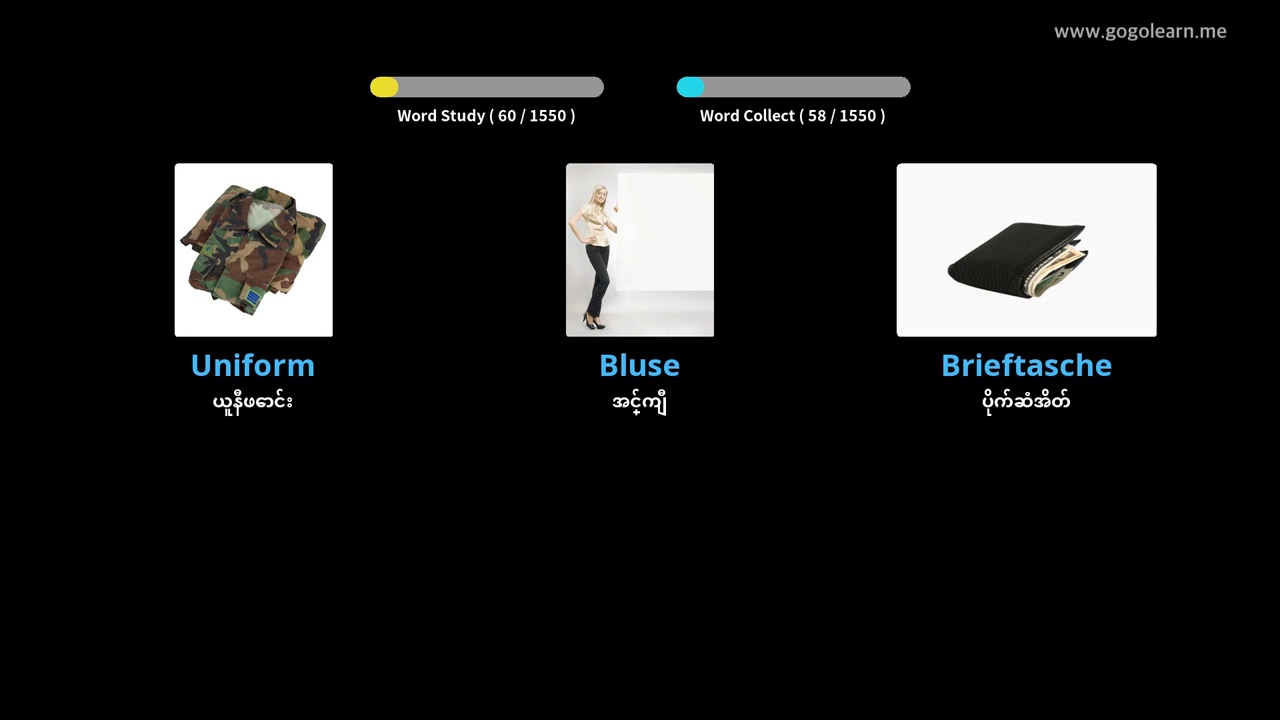 www.gogolearn.me
Word Study ( 60 / 1550 )
Word Collect ( 58 / 1550 )
Uniform
ယူနီဖောင်း
Bluse
အင်္ကျီ
Brieftasche
ပိုက်ဆံအိတ်